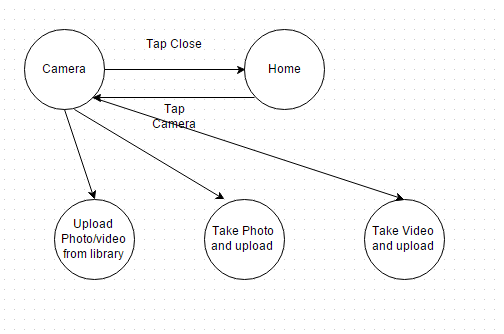 Tap Close
Camera
Home
Tap
Camera
Upload
Photo/video
from library
Take Photo
and upload
Take Video
and upload